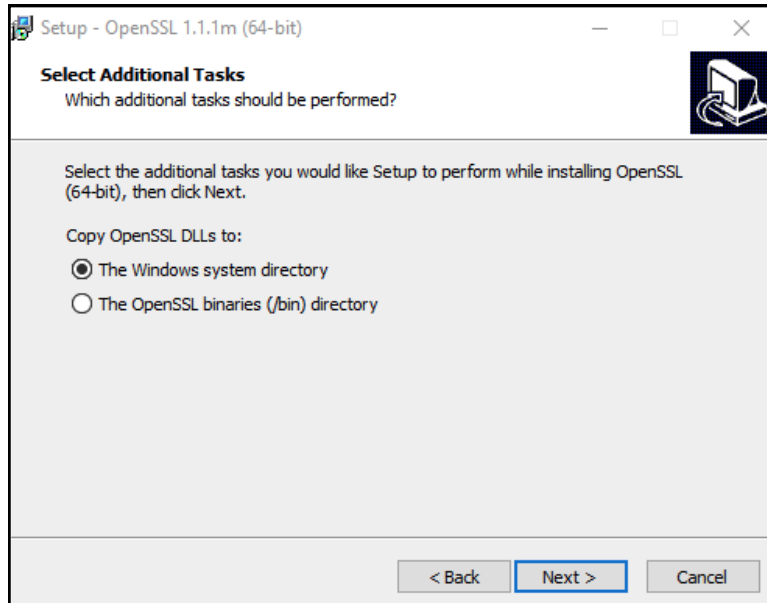 Setup - OpenSSL 1.1.1m (64-bit)
Select Additional Tasks
Which additional tasks should be performed?
Select the additional tasks you would like Setup to perform while installing OpenSSL
(64-bit), then click Next.
Copy OpenSSL DLLs to:
The Windows system directory
The OpenSSL binaries (/bin) directory
< Back Next > Cancel